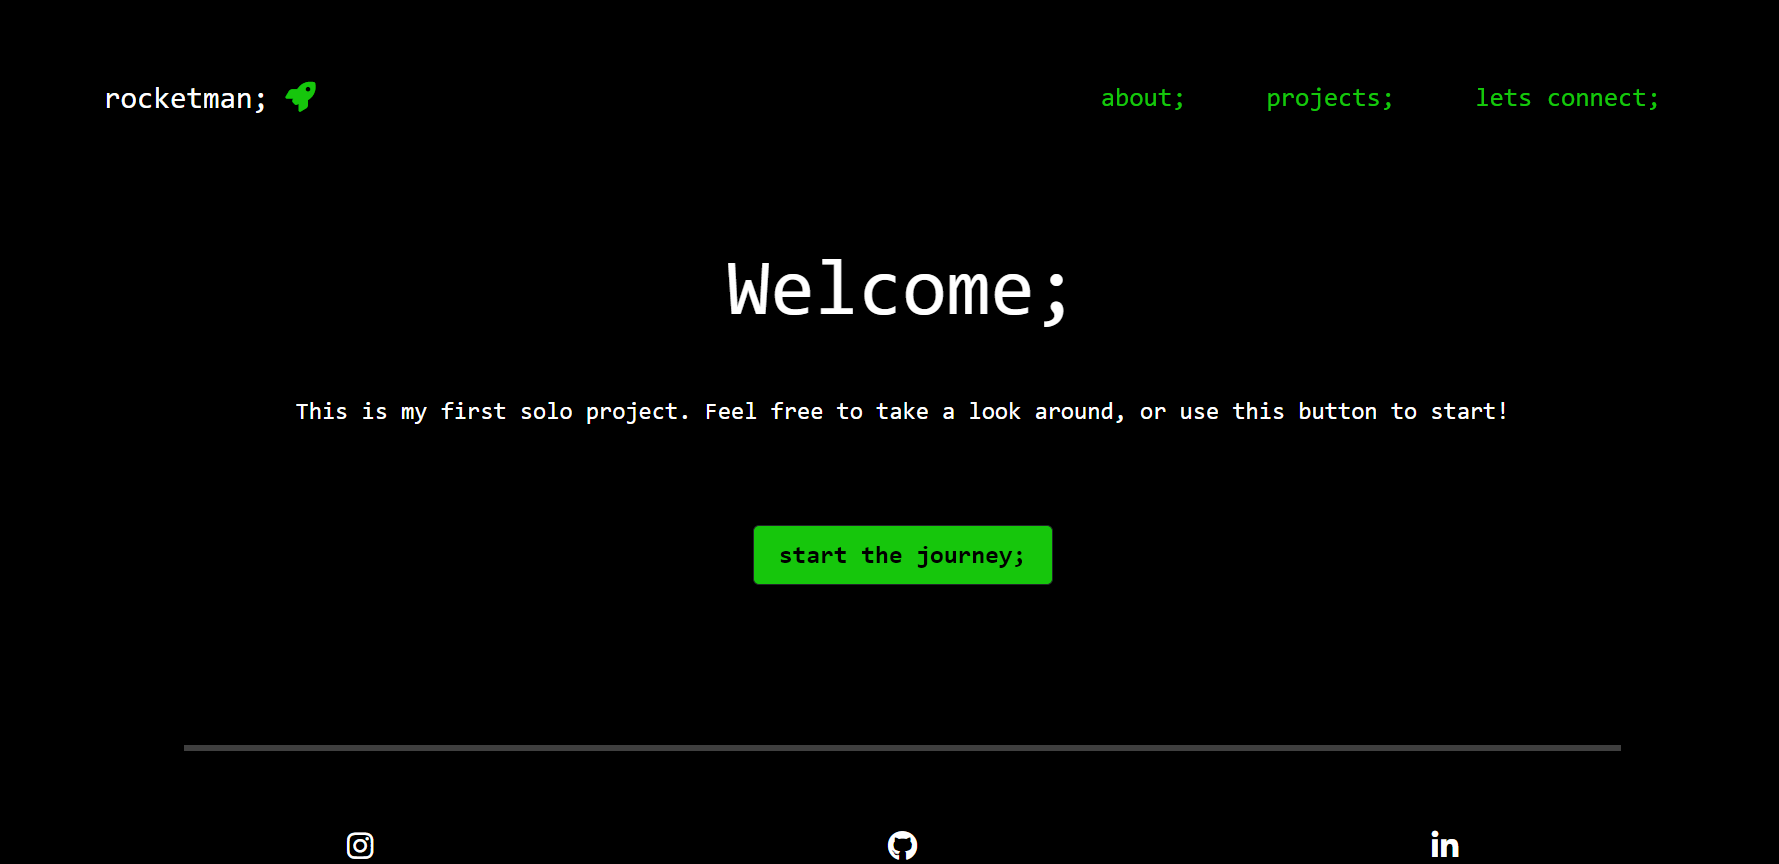 rocketman;
about; projects; lets connect;
Welcome;
This is my first solo project. Feel free to take a look around, or use this button to start!
start the journey;
in